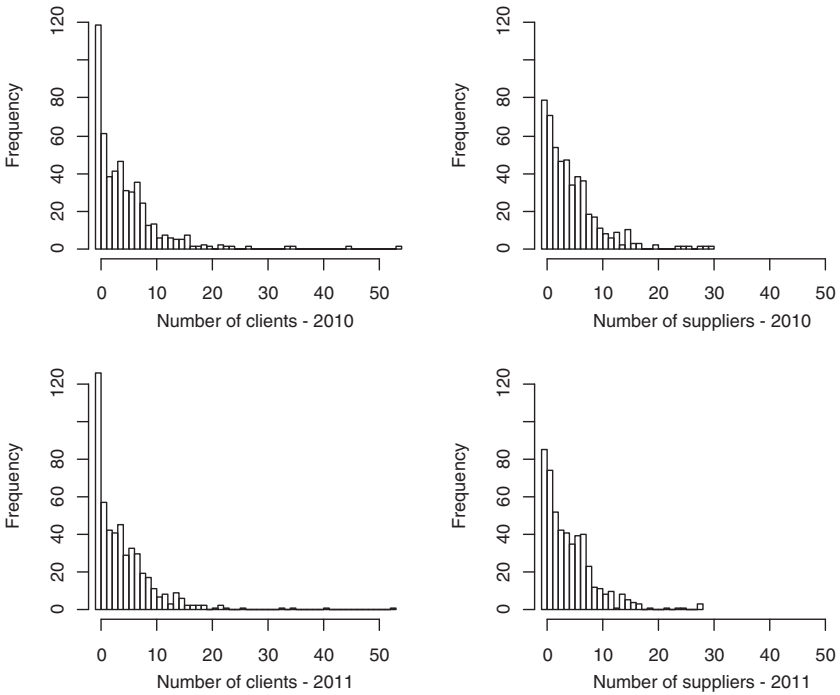 Frequency
0 20 40 60 80 120
0 10 20 30 40 50
Number of clients - 2010
Frequency
0 20 40 60 80 120
0 10 20 30 40 50
Number of suppliers - 2010
Frequency
0 20 40 60 80 120
0 10 20 30 40 50
Number of clients - 2011
Frequency
0 20 40 60 80 120
0 10 20 30 40 50
Number of suppliers - 2011